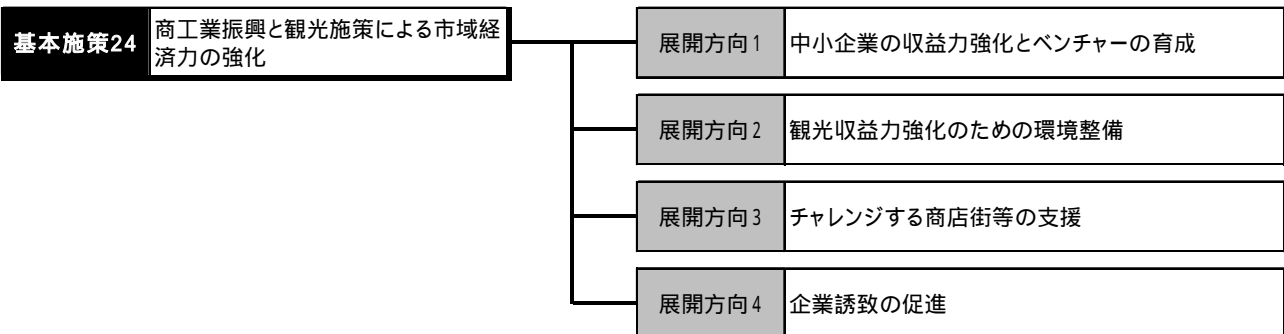 基本施策24
商工業振興と観光施策による市域経
済力の強化
展開方向1
中小企業の収益力強化とベンチャーの育成
展開方向2
観光収益力強化のための環境整備
展開方向3
チャレンジする商店街等の支援
展開方向4
企業誘致の促進